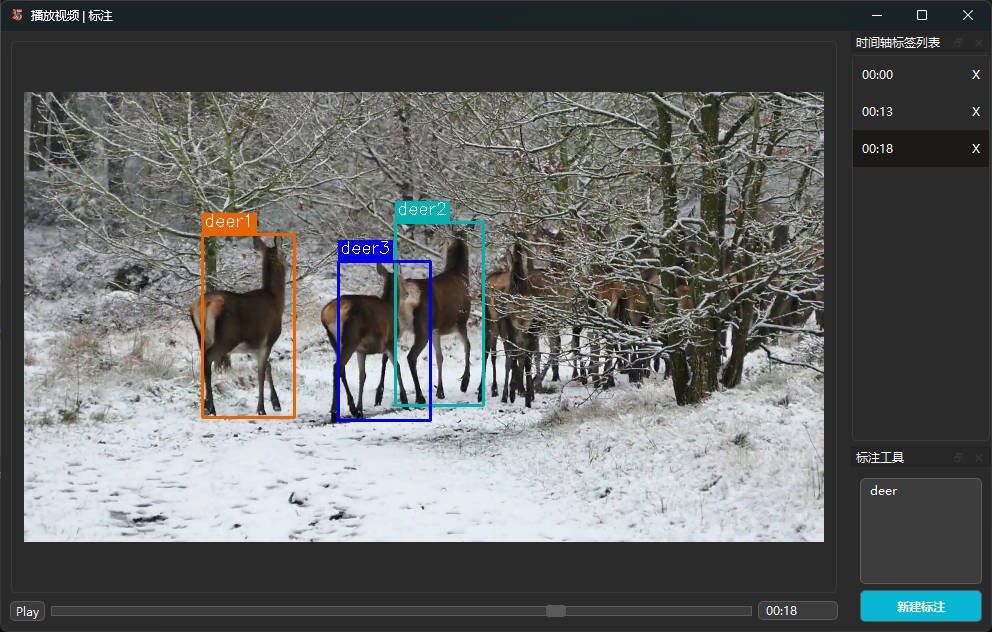 播放视频 | 标注
时间轴标签列表
00:00 X
00:13 X
00:18 X
deer1
deer2
deer3
标注工具
deer
新建标注
Play
00:18